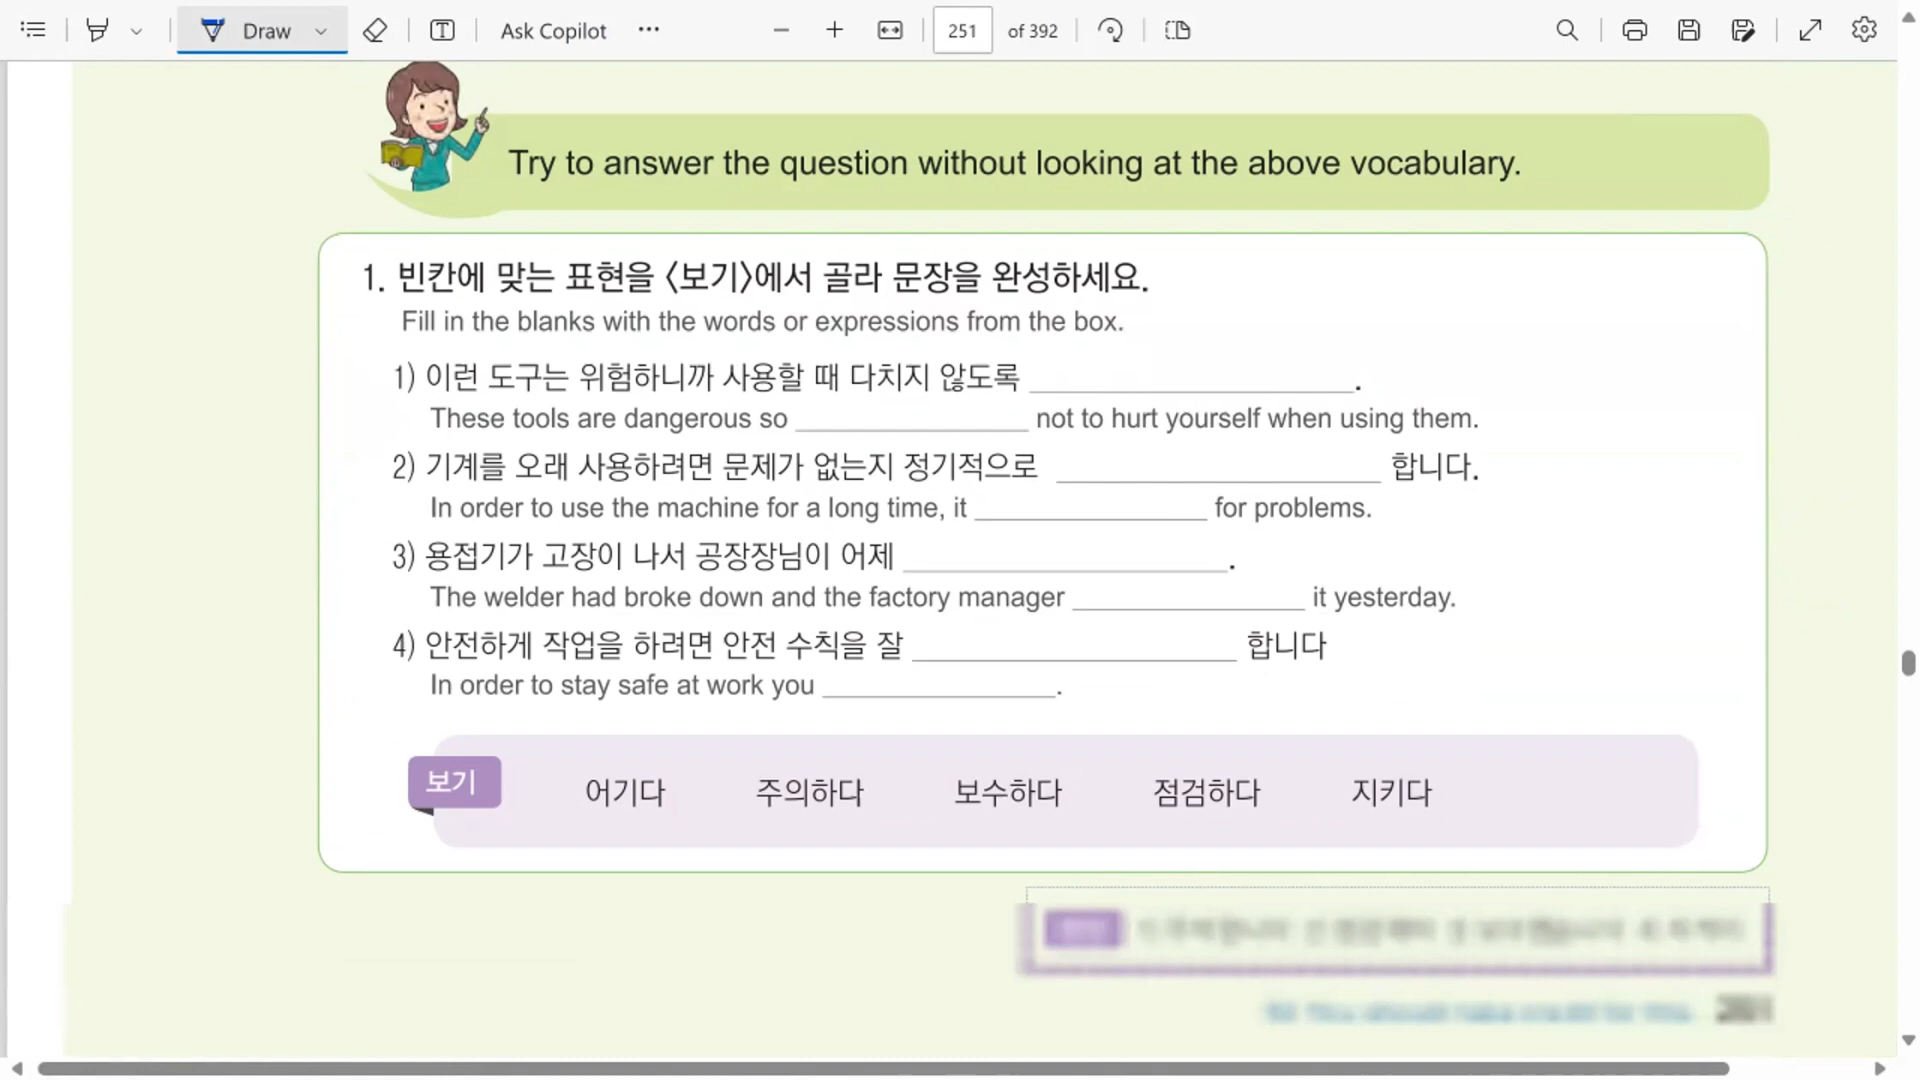 Draw
Ask Copilot
251 of 392
Try to answer the question without looking at the above vocabulary.
1. 빈칸에 맞는 표현을 〈보기〉에서 골라 문장을 완성하세요.
Fill in the blanks with the words or expressions from the box.
1) 이런 도구는 위험하니까 사용할 때 다치지 않도록 ____________________.
These tools are dangerous so ______________ not to hurt yourself when using them.
2) 기계를 오래 사용하려면 문제가 없는지 정기적으로 ____________________ 합니다.
In order to use the machine for a long time, it ______________ for problems.
3) 용접기가 고장이 나서 공장장님이 어제 ____________________.
The welder had broke down and the factory manager ______________ it yesterday.
4) 안전하게 작업을 하려면 안전 수칙을 잘 ____________________ 합니다
In order to stay safe at work you ______________.
보기 어기다 주의하다 보수하다 점검하다 지키다